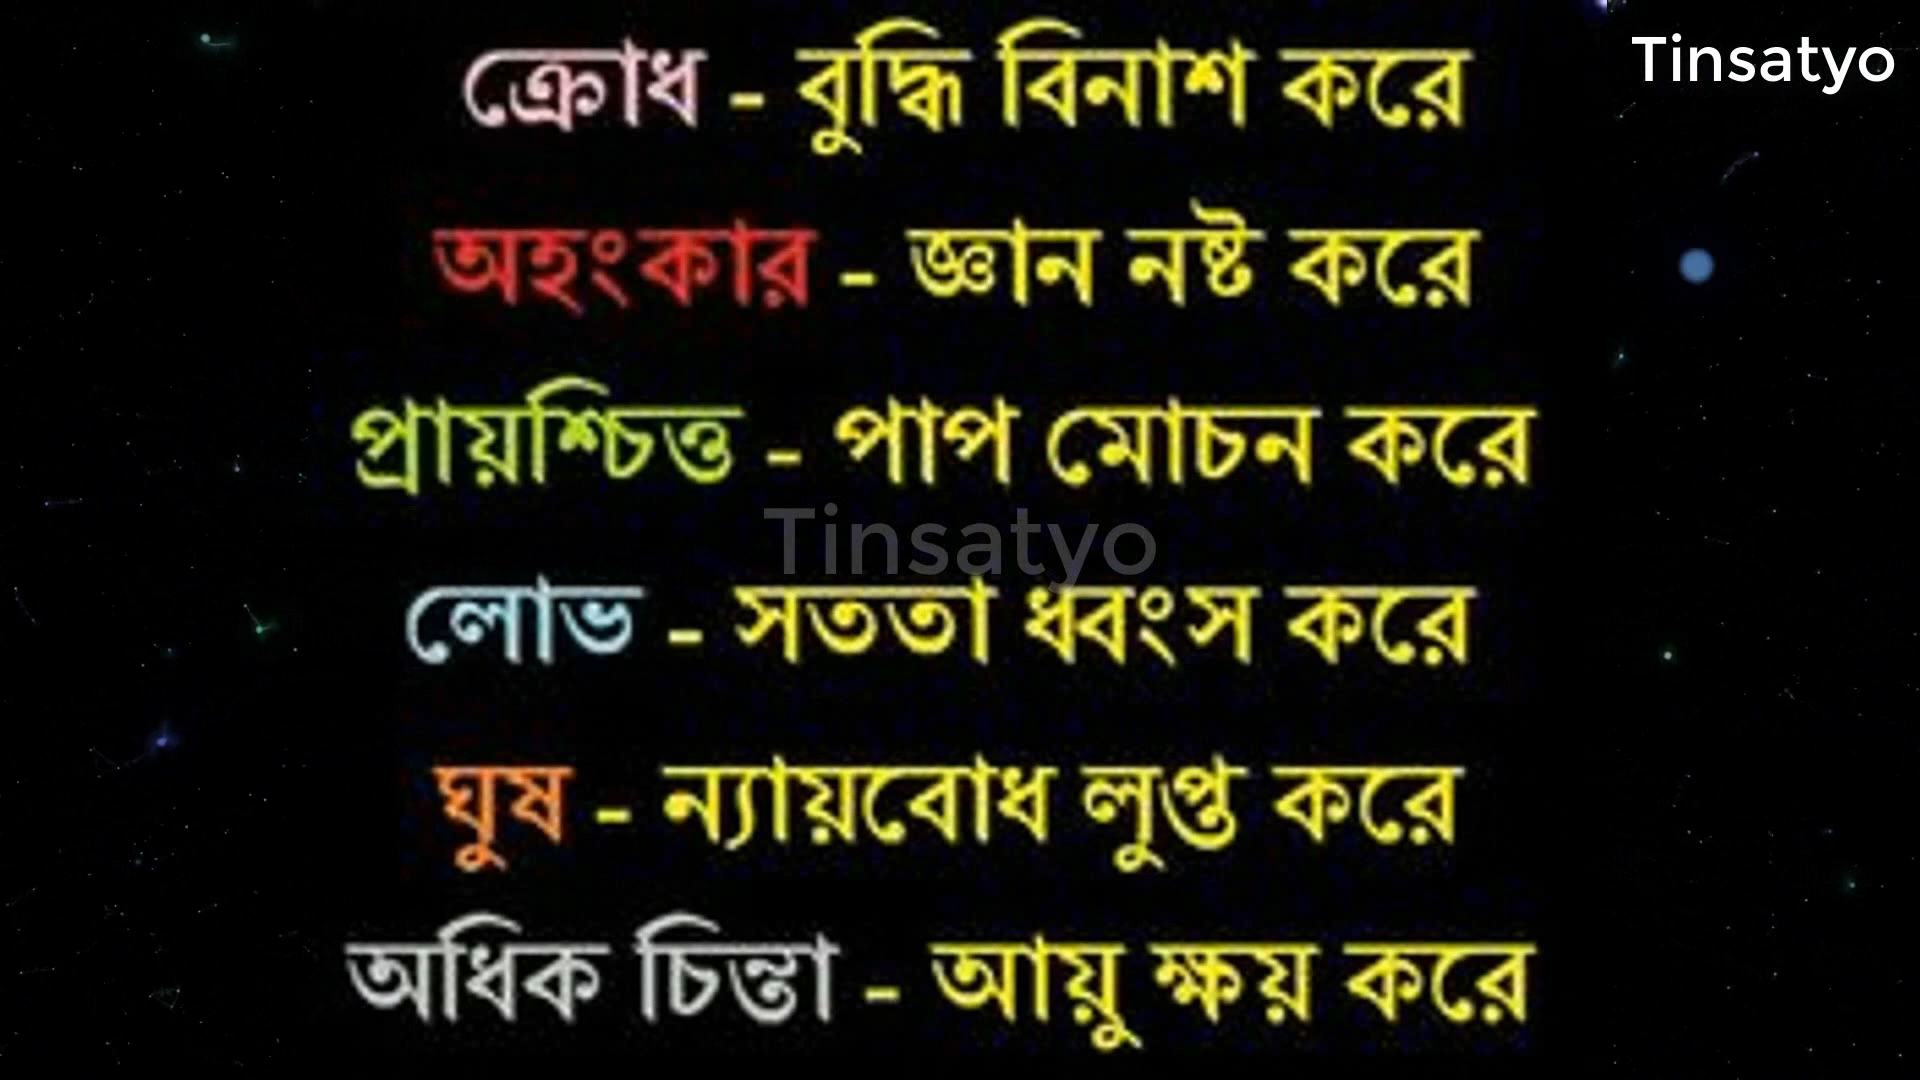 Tinsatyo
ক্রোধ - বুদ্ধি বিনাশ করে
অহংকার - জ্ঞান নষ্ট করে
প্রায়শ্চিত্ত - পাপ মোচন করে
Tinsatyo
লোভ - সততা ধ্বংস করে
ঘুষ - ন্যায়বোধ লুপ্ত করে
অধিক চিন্তা - আয়ু ক্ষয় করে